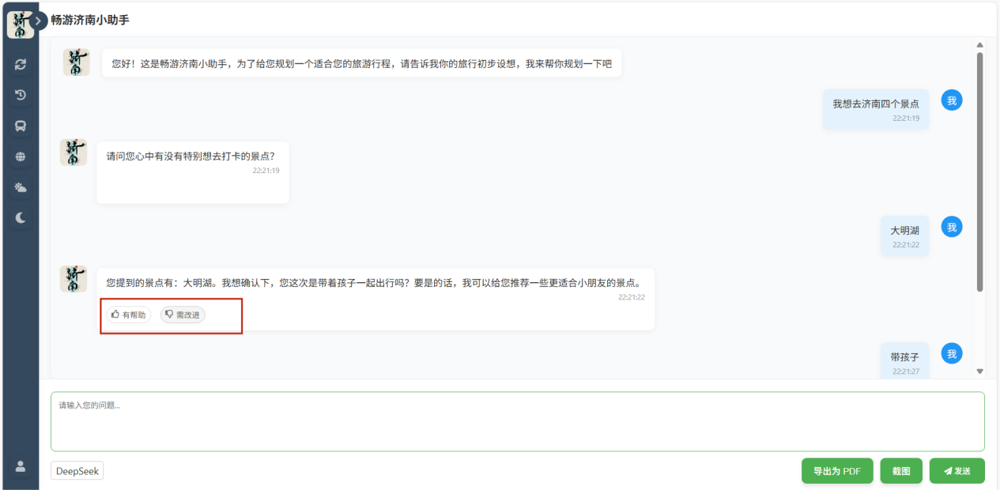 济南
畅游济南小助手
济南
您好！这是畅游济南小助手，为了给您规划一个适合您的旅游行程，请告诉我你的旅行初步设想，我来帮你规划一下吧
我想去济南四个景点
22:21:19
我
济南
请问您心中有没有特别想去打卡的景点？
22:21:19
大明湖
22:21:22
我
济南
您提到的景点有：大明湖。我想确认下，您这次是带着孩子一起出行吗？要是的话，我可以给您推荐一些更适合小朋友的景点。
22:21:22
有帮助 需改进
带孩子
22:21:27
我
请输入您的问题...
DeepSeek
导出为 PDF 截图 发送